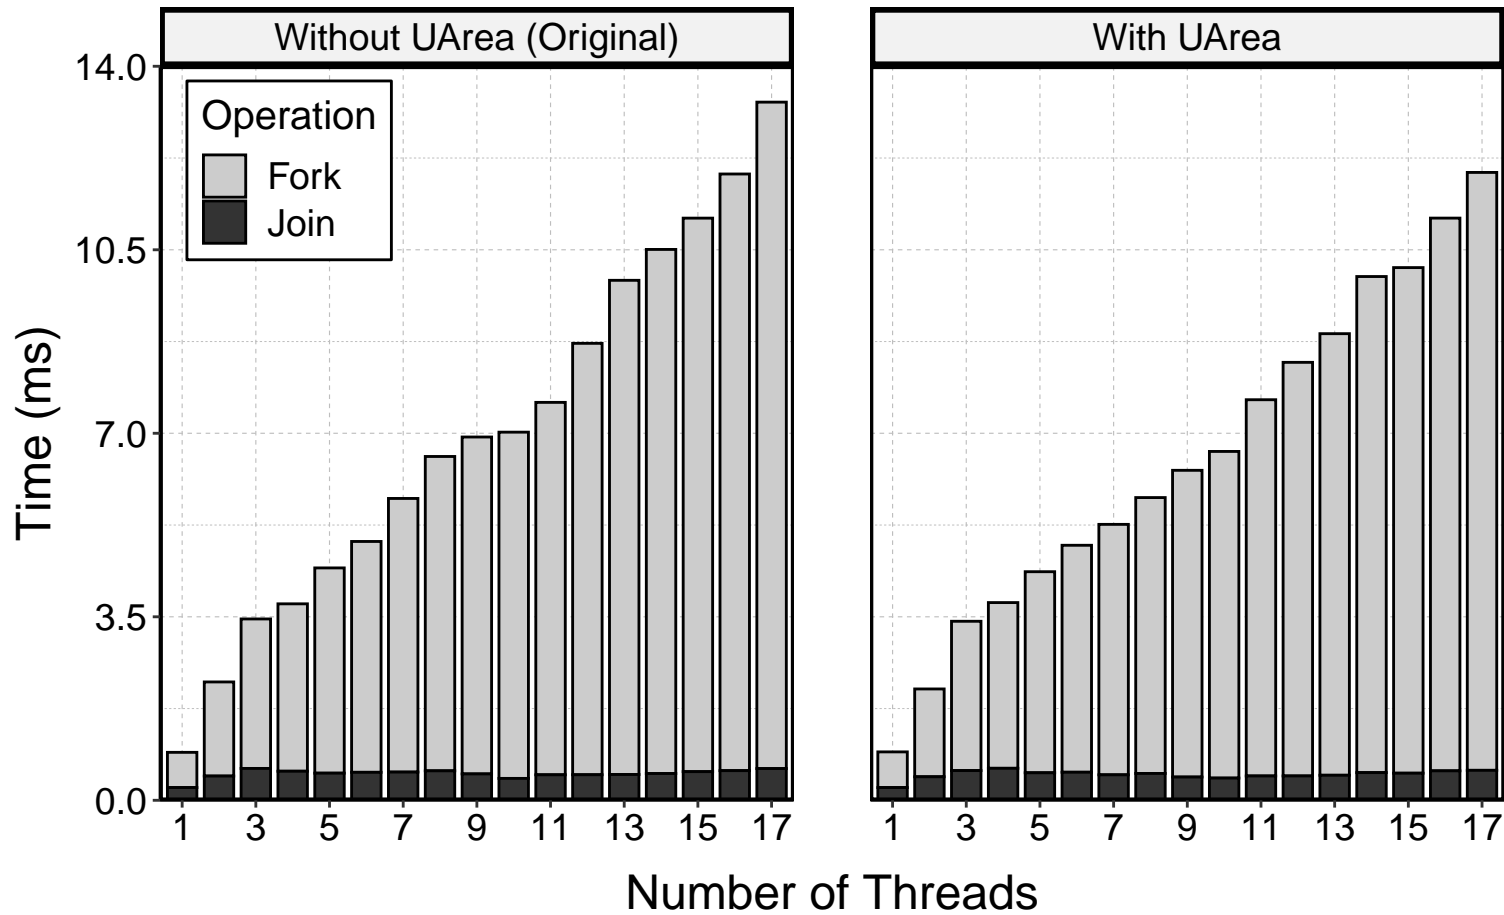 Without UArea (Original)
With UArea
Operation
Fork
Join
Time (ms)
14.0
10.5
7.0
3.5
0.0
1 3 5 7 9 11 13 15 17
1 3 5 7 9 11 13 15 17
Number of Threads